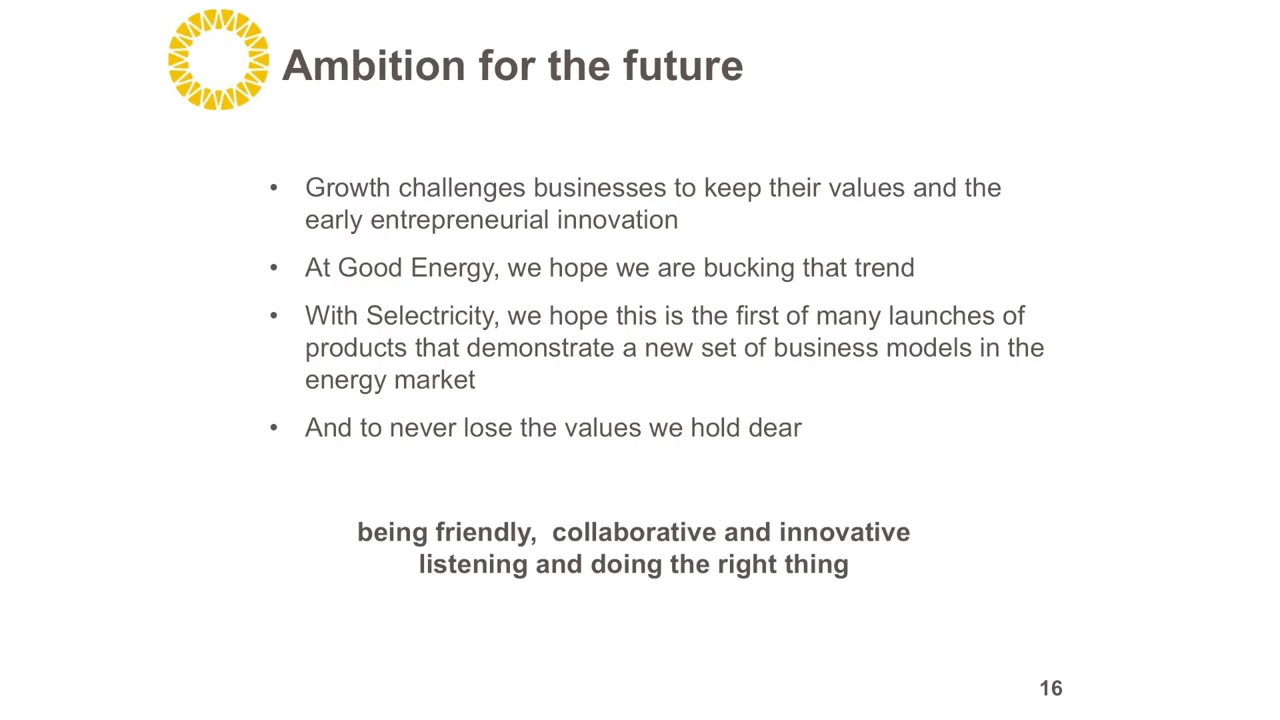 Ambition for the future
• Growth challenges businesses to keep their values and the
early entrepreneurial innovation
• At Good Energy, we hope we are bucking that trend
• With Selectricity, we hope this is the first of many launches of
products that demonstrate a new set of business models in the
energy market
• And to never lose the values we hold dear
being friendly,  collaborative and innovative
listening and doing the right thing
16